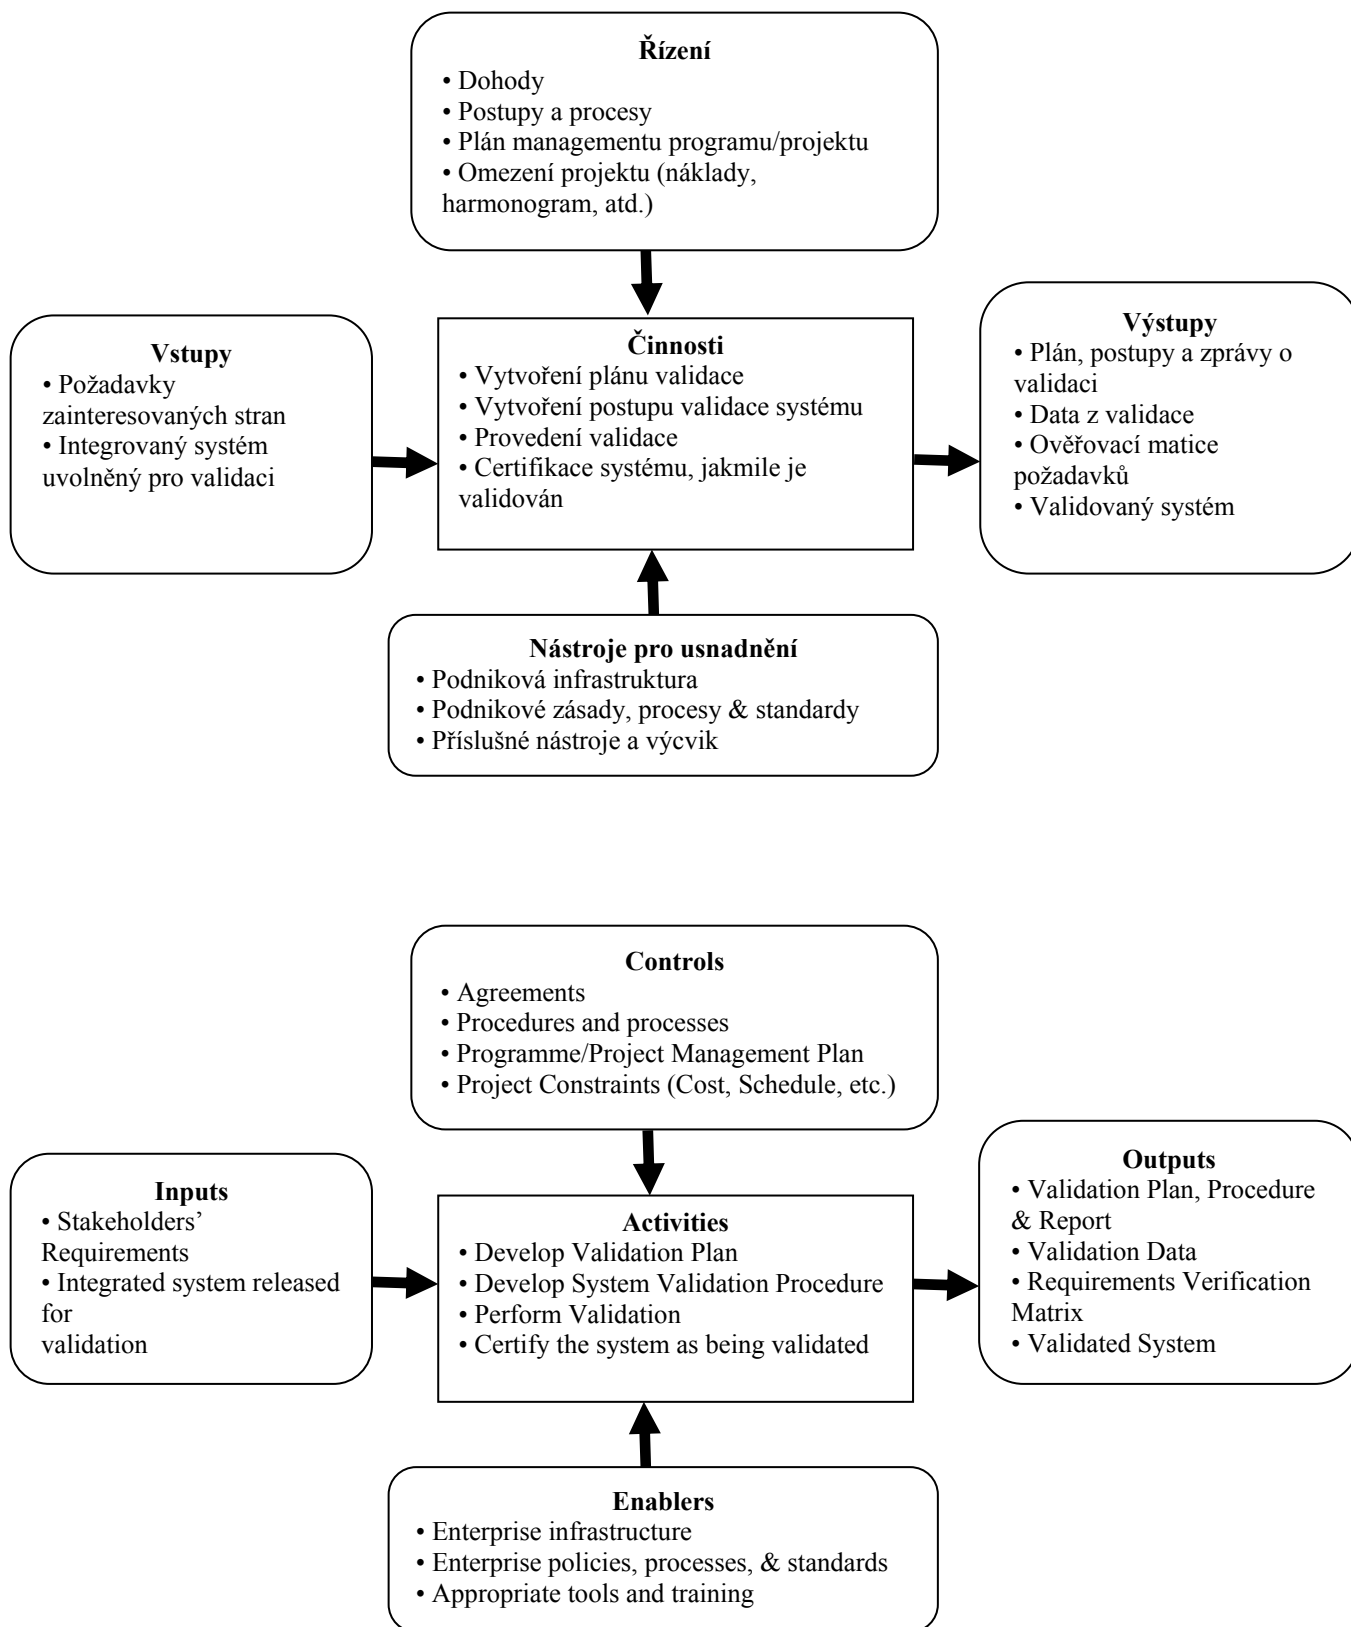 Řízení
• Dohody
• Postupy a procesy
• Plán managementu programu/projektu
• Omezení projektu (náklady,
harmonogram, atd.)
Vstupy
• Požadavky
zainteresovaných stran
• Integrovaný systém
uvolněný pro validaci
Činnosti
• Vytvoření plánu validace
• Vytvoření postupu validace systému
• Provedení validace
• Certifikace systému, jakmile je
validován
Výstupy
• Plán, postupy a zprávy o
validaci
• Data z validace
• Ověřovací matice
požadavků
• Validovaný systém
Nástroje pro usnadnění
• Podniková infrastruktura
• Podnikové zásady, procesy & standardy
• Příslušné nástroje a výcvik
Controls
• Agreements
• Procedures and processes
• Programme/Project Management Plan
• Project Constraints (Cost, Schedule, etc.)
Inputs
• Stakeholders’
Requirements
• Integrated system released
for
validation
Activities
• Develop Validation Plan
• Develop System Validation Procedure
• Perform Validation
• Certify the system as being validated
Outputs
• Validation Plan, Procedure
& Report
• Validation Data
• Requirements Verification
Matrix
• Validated System
Enablers
• Enterprise infrastructure
• Enterprise policies, processes, & standards
• Appropriate tools and training